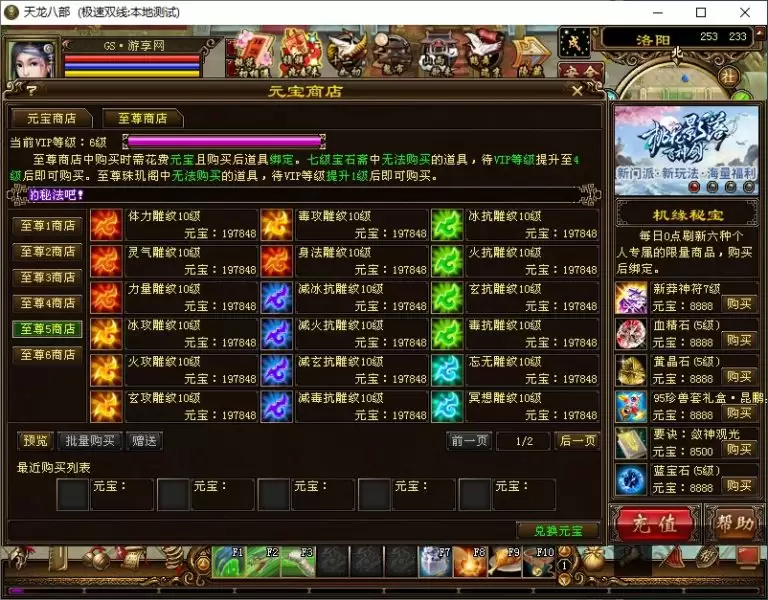 天龙八部 (极速双线:本地测试)
GS·游享网
安全
洛阳 253 233
北
社
? 元宝商店
元宝商店 至尊商店
当前VIP等级：6级
至尊商店中购买时需花费元宝且购买后道具绑定。七级宝石斋中无法购买的道具，待VIP等级提升至4
级后即可购买。至尊珠玑阁中无法购买的道具，待VIP等级提升1级后即可购买。
的秘法吧！
至尊1商店
至尊2商店
至尊3商店
至尊4商店
至尊5商店
至尊6商店
体力雕纹10级 毒攻雕纹10级 冰抗雕纹10级
元宝：197848 元宝：197848 元宝：197848
灵气雕纹10级 身法雕纹10级 火抗雕纹10级
元宝：197848 元宝：197848 元宝：197848
力量雕纹10级 减冰抗雕纹10级 玄抗雕纹10级
元宝：197848 元宝：197848 元宝：197848
冰攻雕纹10级 减火抗雕纹10级 毒抗雕纹10级
元宝：197848 元宝：197848 元宝：197848
火攻雕纹10级 减玄抗雕纹10级 忘无雕纹10级
元宝：197848 元宝：197848 元宝：197848
玄攻雕纹10级 减毒抗雕纹10级 冥想雕纹10级
元宝：197848 元宝：197848 元宝：197848
预览 批量购买 赠送 前一页 1/2 后一页
最近购买列表
元宝： 元宝： 元宝： 元宝： 元宝：
兑换元宝
桃花影落
新门派·新玩法·海量福利
机缘秘宝
每日0点刷新六种个
人专属的限量商品，购买
后绑定。
新莽神符7级
元宝：8888 购买
血精石(5级)
元宝：8888 购买
黄晶石(5级)
元宝：8888 购买
95珍兽套礼盒·昆鹏
元宝：8888 购买
要诀：敛神观光
元宝：8500 购买
蓝宝石(5级)
元宝：8888 购买
充值 帮助
F1 F2 F3 F7 F8 F9 F10
1